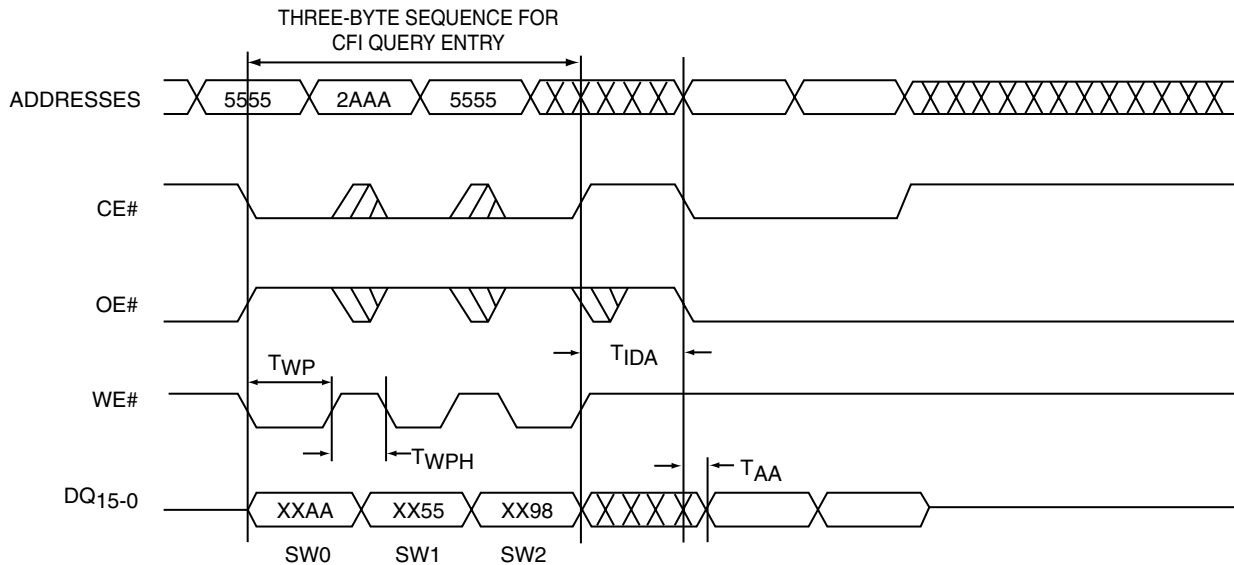 THREE-BYTE SEQUENCE FOR
CFI QUERY ENTRY
ADDRESSES 5555 2AAA 5555
CE#
OE#
TWP TIDA
WE#
TWPH
TAA
DQ15-0 XXAA XX55 XX98
SW0 SW1 SW2